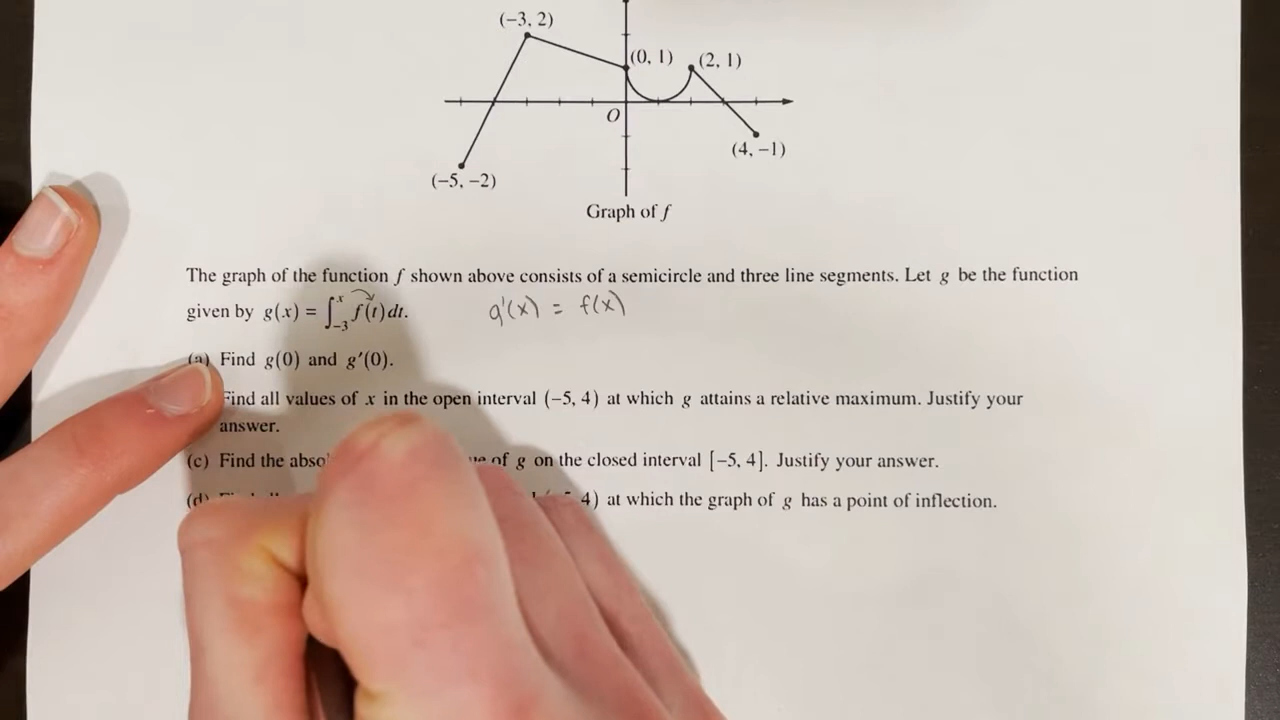 (−3, 2)
(0, 1) (2, 1)
O
(4, −1)
(−5, −2)
Graph of f
The graph of the function f shown above consists of a semicircle and three line segments. Let g be the function
given by g(x) = ∫_{−3}^{x} f(t) dt. g'(x) = f(x)
(a) Find g(0) and g′(0).
Find all values of x in the open interval (−5, 4) at which g attains a relative maximum. Justify your
answer.
(c) Find the of g on the closed interval [−5, 4]. Justify your answer.
4) at which the graph of g has a point of inflection.